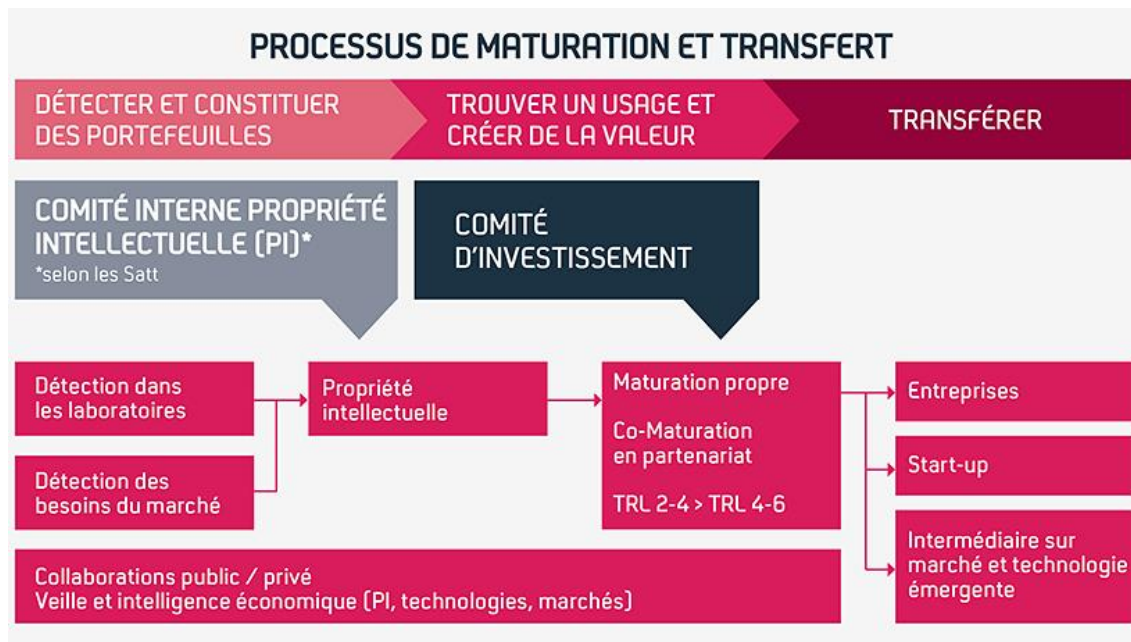 PROCESSUS DE MATURATION ET TRANSFERT
DÉTECTER ET CONSTITUER
DES PORTEFEUILLES
TROUVER UN USAGE ET
CRÉER DE LA VALEUR
TRANSFÉRER
COMITÉ INTERNE PROPRIÉTÉ
INTELLECTUELLE (PI)*
*selon les Satt
COMITÉ
D'INVESTISSEMENT
Détection dans
les laboratoires
Détection des
besoins du marché
Propriété
intellectuelle
Maturation propre
Co-Maturation
en partenariat
TRL 2-4 > TRL 4-6
Entreprises
Start-up
Intermédiaire sur
marché et technologie
émergente
Collaborations public / privé
Veille et intelligence économique (PI, technologies, marchés)